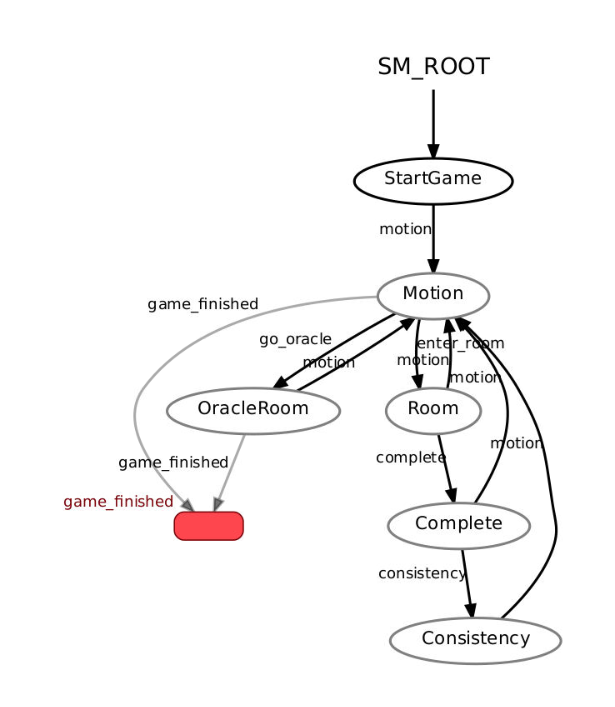 SM_ROOT
StartGame
motion
Motion
game_finished
go_oracle
enter_room
motion
motion
motion
OracleRoom
Room
motion
complete
game_finished
game_finished
Complete
consistency
Consistency